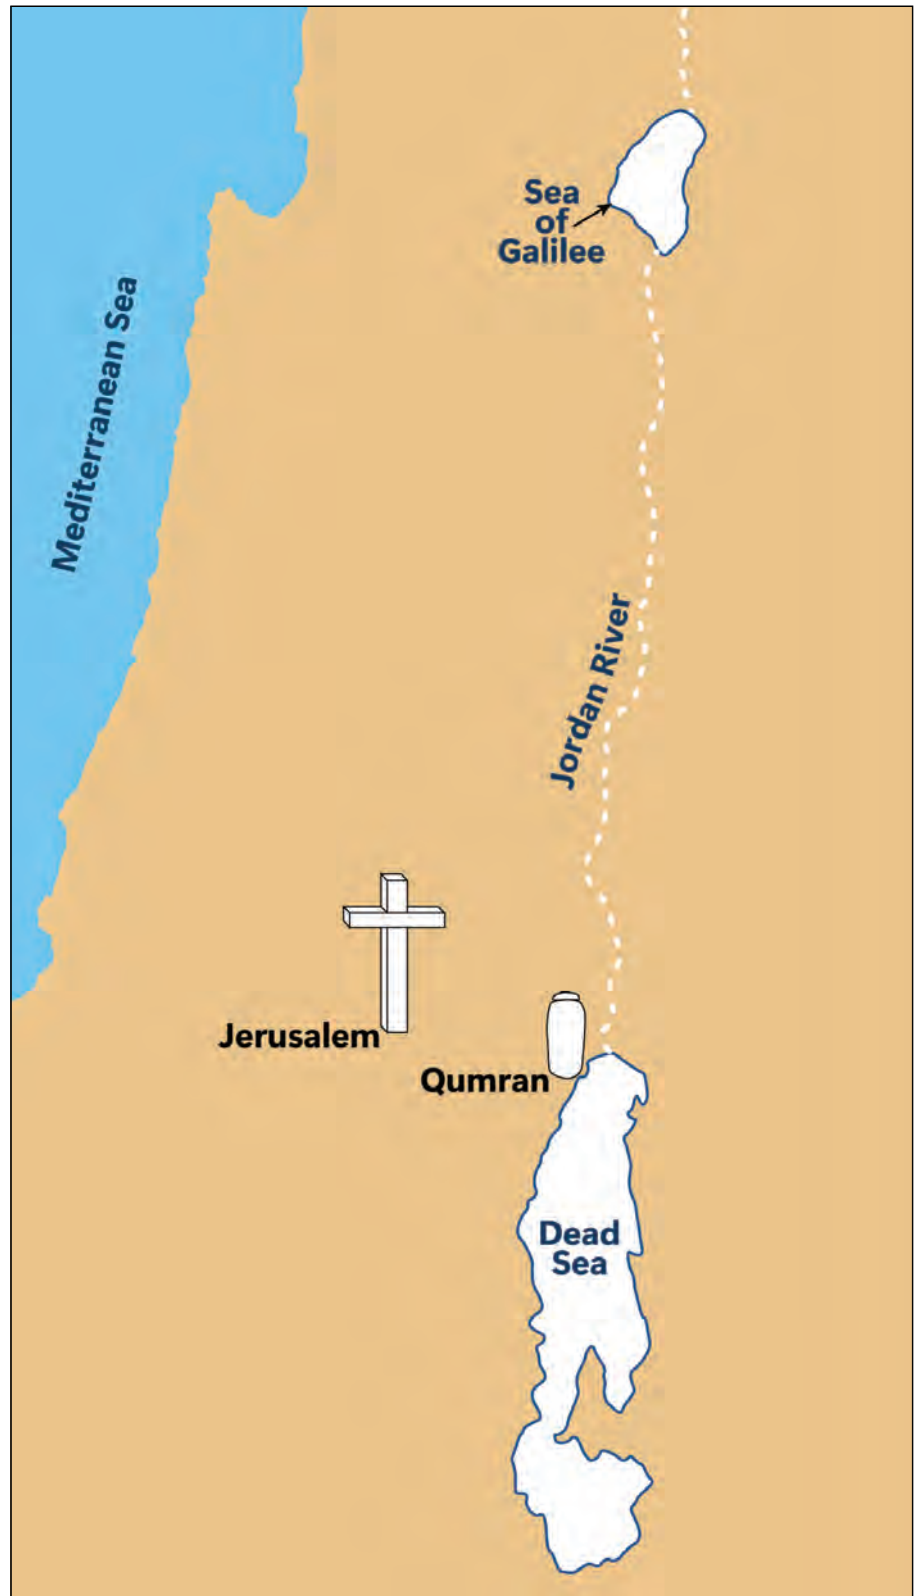 Sea
of
Galilee
Mediterranean Sea
Jordan River
Jerusalem
Qumran
Dead
Sea